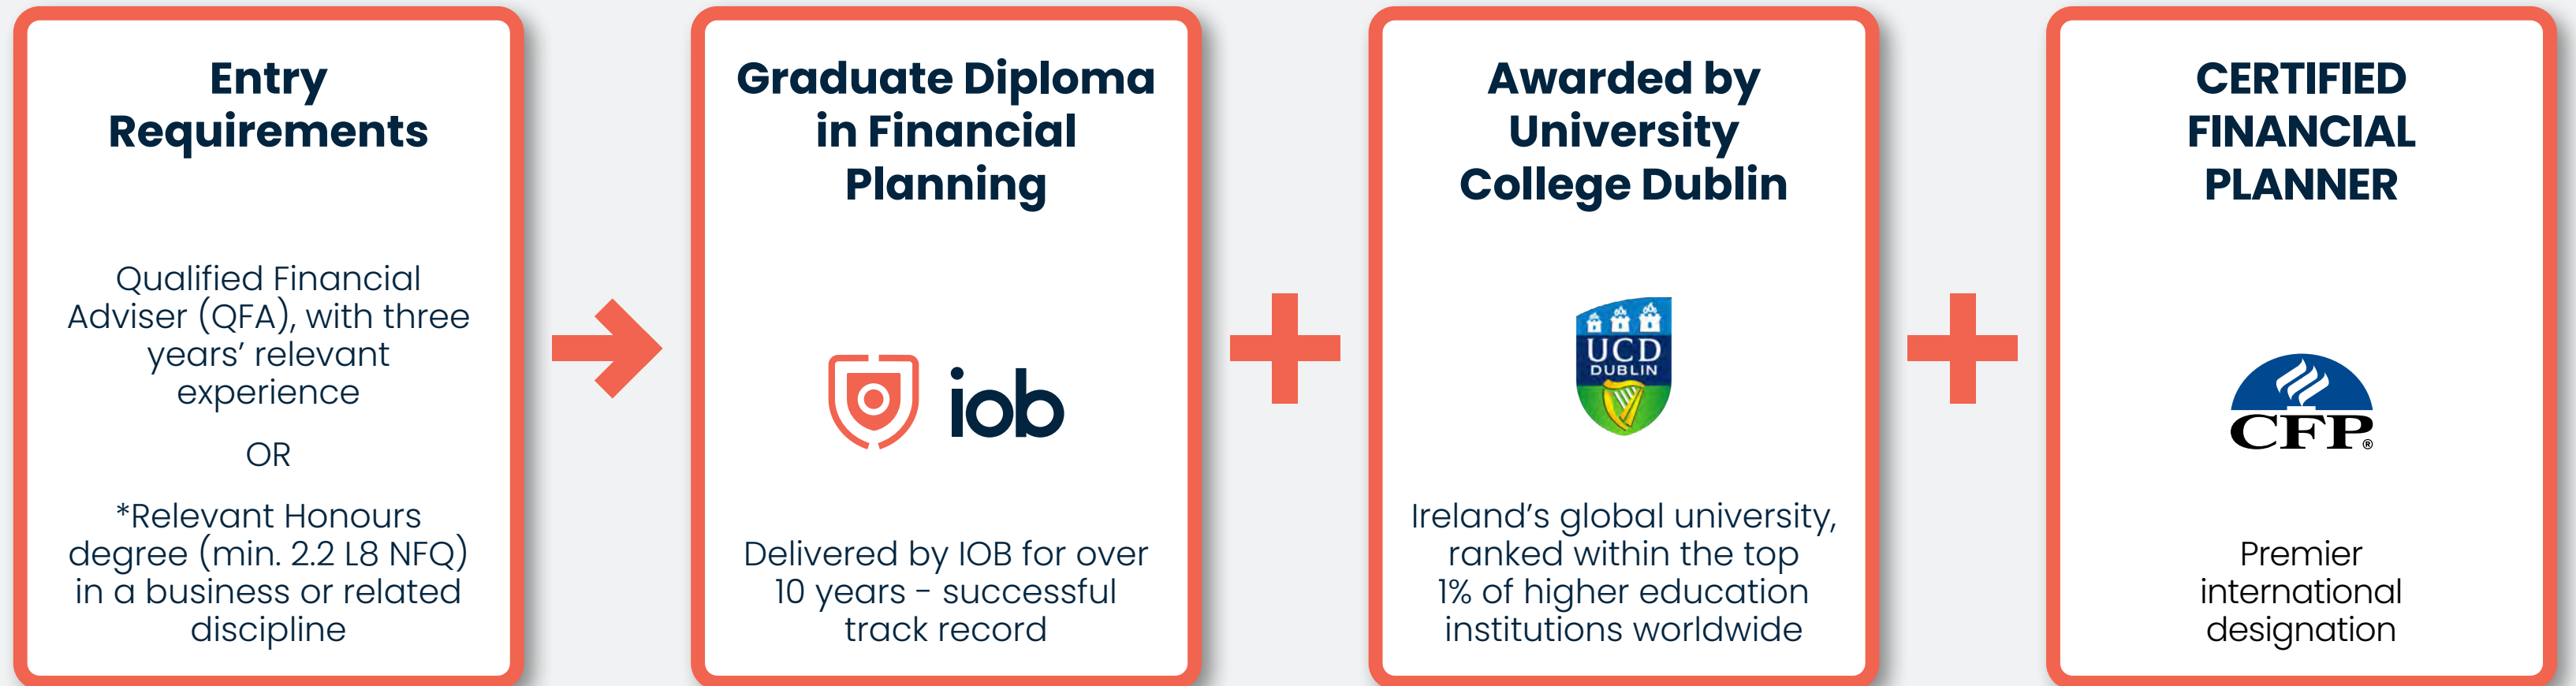 Entry
Requirements
Qualified Financial
Adviser (QFA), with three
years’ relevant
experience
OR
*Relevant Honours
degree (min. 2.2 L8 NFQ)
in a business or related
discipline
Graduate Diploma
in Financial
Planning
iob
Delivered by IOB for over
10 years - successful
track record
Awarded by
University
College Dublin
UCD
DUBLIN
Ireland’s global university,
ranked within the top
1% of higher education
institutions worldwide
CERTIFIED
FINANCIAL
PLANNER
CFP®
Premier
international
designation